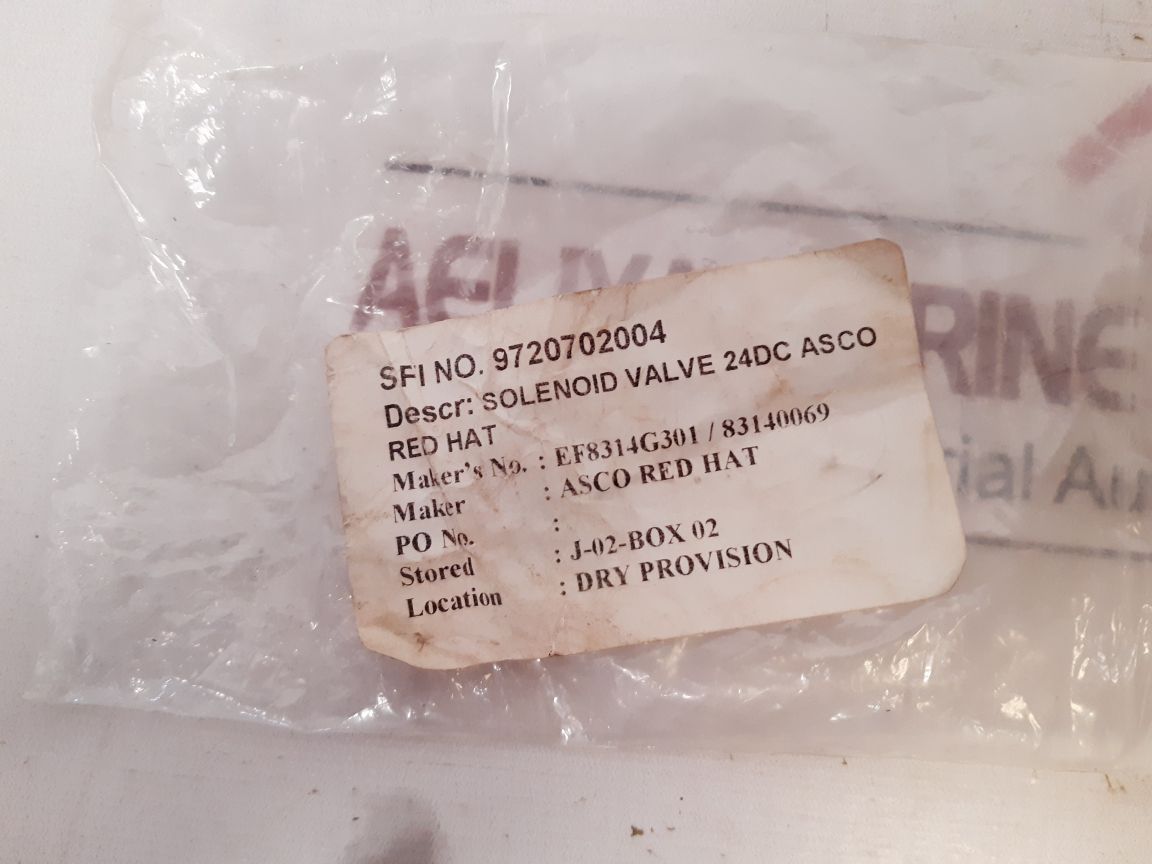 SFI NO. 9720702004
Descr: SOLENOID VALVE 24DC ASCO
RED HAT
Maker's No. : EF8314G301 / 83140069
Maker : ASCO RED HAT
PO No. :
Stored : J-02-BOX 02
Location : DRY PROVISION